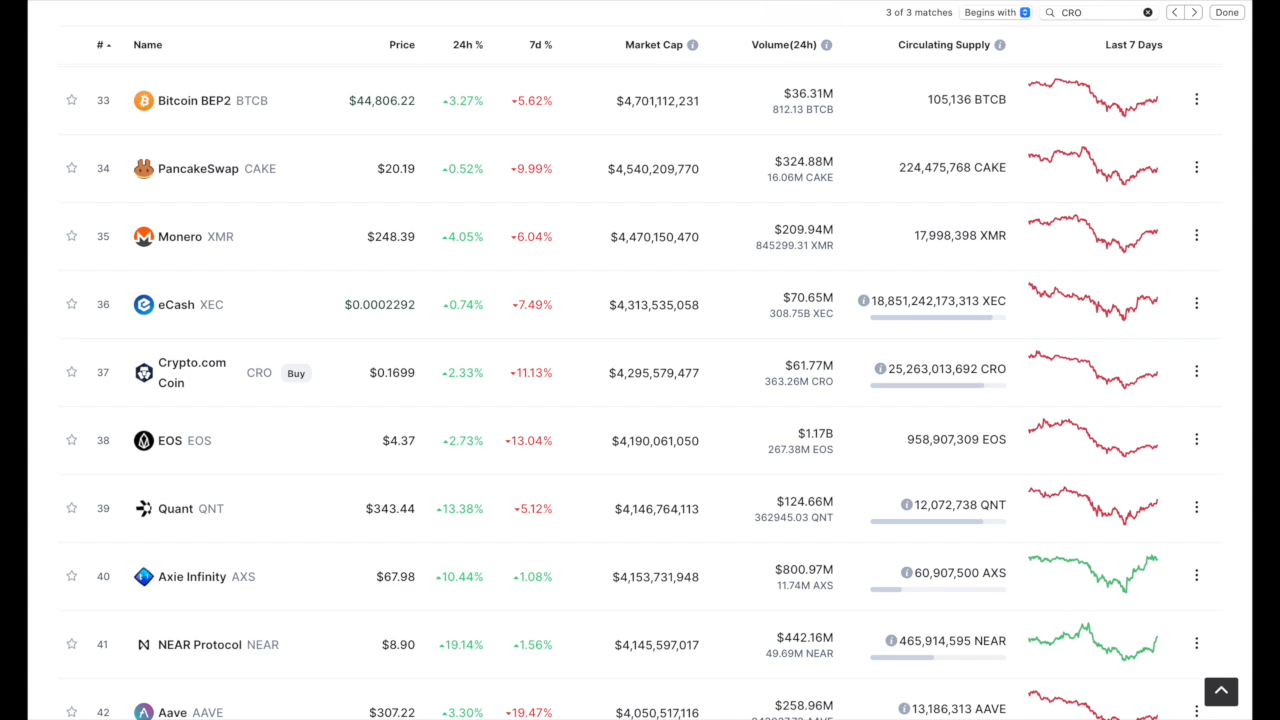 3 of 3 matches Begins with CRO Done
# Name Price 24h % 7d % Market Cap Volume(24h) Circulating Supply Last 7 Days
33 Bitcoin BEP2 BTCB $44,806.22 3.27% 5.62% $4,701,112,231 $36.31M 105,136 BTCB
812.13 BTCB
34 PancakeSwap CAKE $20.19 0.52% 9.99% $4,540,209,770 $324.88M 224,475,768 CAKE
16.06M CAKE
35 Monero XMR $248.39 4.05% 6.04% $4,470,150,470 $209.94M 17,998,398 XMR
845299.31 XMR
36 eCash XEC $0.0002292 0.74% 7.49% $4,313,535,058 $70.65M 18,851,242,173,313 XEC
308.75B XEC
37 Crypto.com Coin CRO Buy $0.1699 2.33% 11.13% $4,295,579,477 $61.77M 25,263,013,692 CRO
363.26M CRO
38 EOS EOS $4.37 2.73% 13.04% $4,190,061,050 $1.17B 958,907,309 EOS
267.38M EOS
39 Quant QNT $343.44 13.38% 5.12% $4,146,764,113 $124.66M 12,072,738 QNT
362945.03 QNT
40 Axie Infinity AXS $67.98 10.44% 1.08% $4,153,731,948 $800.97M 60,907,500 AXS
11.74M AXS
41 NEAR Protocol NEAR $8.90 19.14% 1.56% $4,145,597,017 $442.16M 465,914,595 NEAR
49.69M NEAR
42 Aave AAVE $307.22 3.30% 19.47% $4,050,517,116 $258.96M 13,186,313 AAVE